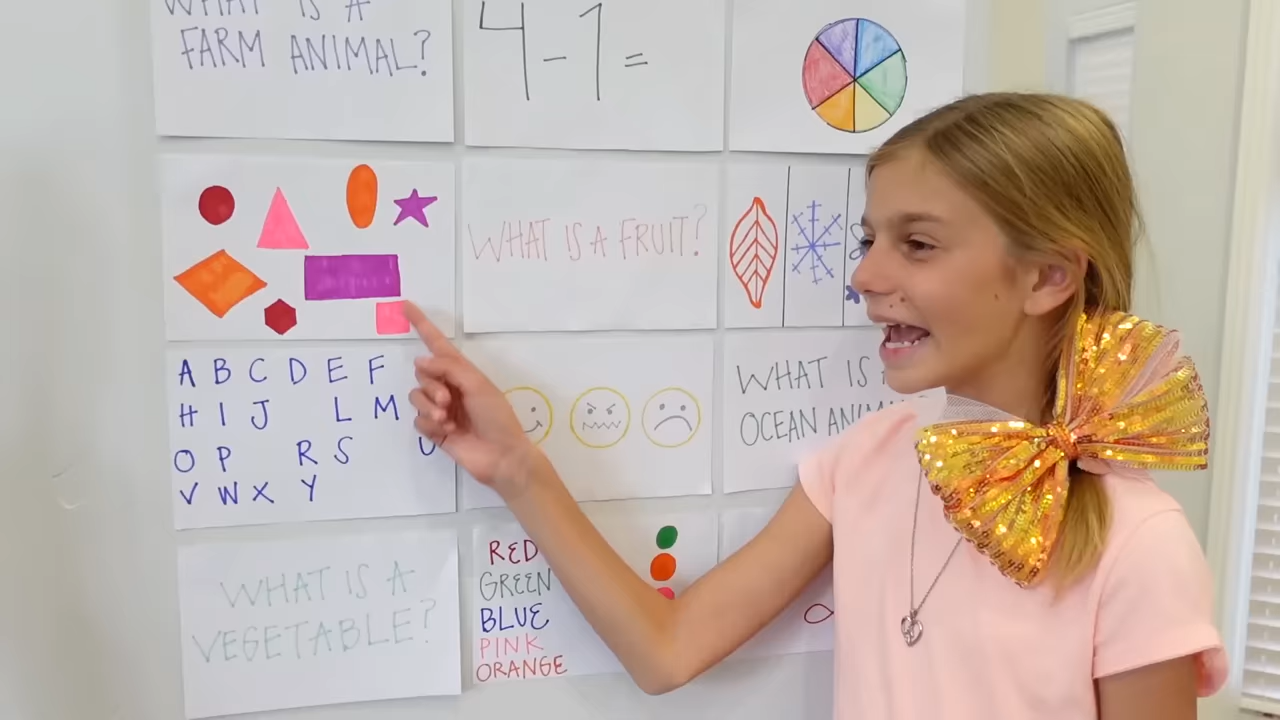 WHAT IS A
FARM ANIMAL?
4-1=
WHAT IS A FRUIT?
A B C D E F
H I J L M
O P R S U
V W X Y
WHAT IS
OCEAN ANIMA
WHAT IS A
VEGETABLE?
RED
GREEN
BLUE
PINK
ORANGE